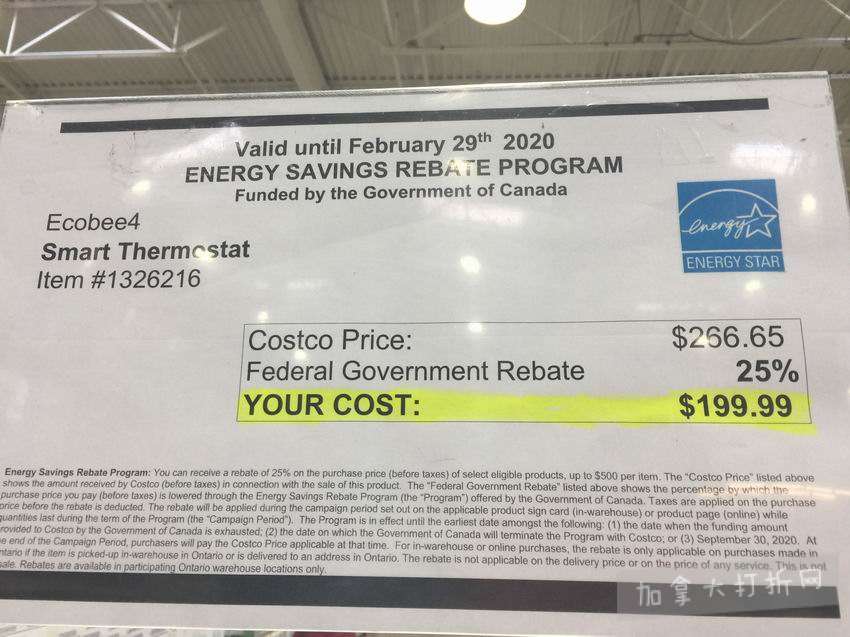 Valid until February 29th 2020
ENERGY SAVINGS REBATE PROGRAM
Funded by the Government of Canada
Ecobee4
Smart Thermostat
Item #1326216
energy
ENERGY STAR
Costco Price: $266.65
Federal Government Rebate 25%
YOUR COST: $199.99
Energy Savings Rebate Program: You can receive a rebate of 25% on the purchase price (before taxes) of select eligible products, up to $500 per item. The "Costco Price" listed above
shows the amount received by Costco (before taxes) in connection with the sale of this product. The "Federal Government Rebate" listed above shows the percentage by which the
purchase price you pay (before taxes) is lowered through the Energy Savings Rebate Program (the "Program") offered by the Government of Canada. Taxes are applied on the purchase
price before the rebate is deducted. The rebate will be applied during the campaign period set out on the applicable product sign card (in-warehouse) or product page (online) while
quantities last during the term of the Program (the "Campaign Period"). The Program is in effect until the earliest date amongst the following: (1) the date when the funding amount
provided to Costco by the Government of Canada is exhausted; (2) the date on which the Government of Canada will terminate the Program with Costco; or (3) September 30, 2020. At
e end of the Campaign Period, purchasers will pay the Costco Price applicable at that time. For in-warehouse or online purchases, the rebate is only applicable on purchases made in
ntario if the item is picked-up in-warehouse in Ontario or is delivered to an address in Ontario. The rebate is not applicable on the delivery price or on the price of any service. This is not
sale. Rebates are available in participating Ontario warehouse locations only.
加拿大打折网